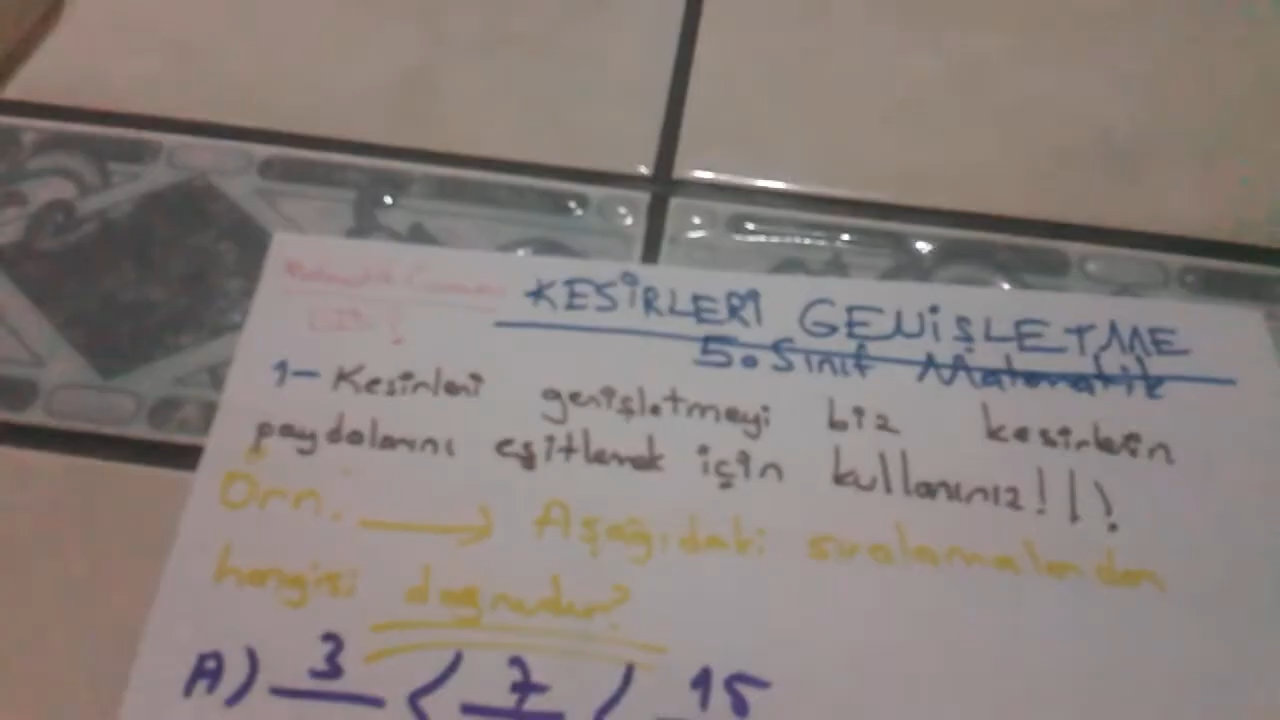 KESİRLERİ GENİŞLETME
5. Sınıf Matematik
1- Kesirleri genişletmeyi biz kesirlerin
paydalarını eşitlemek için kullanırız!!!
Örn. → Aşağıdaki sıralamalardan
hangisi doğrudur?
A) 3 < 7 < 15